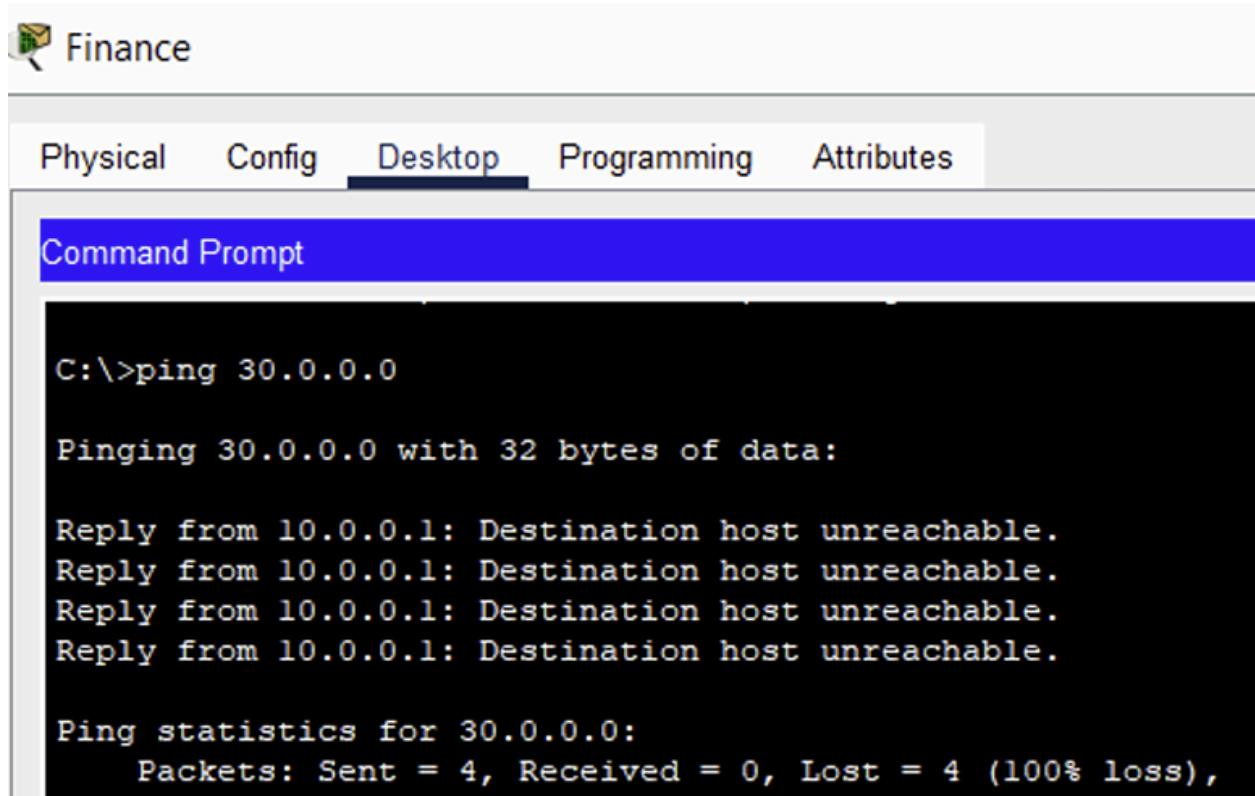 Finance
Physical Config Desktop Programming Attributes
Command Prompt
C:\>ping 30.0.0.0
Pinging 30.0.0.0 with 32 bytes of data:
Reply from 10.0.0.1: Destination host unreachable.
Reply from 10.0.0.1: Destination host unreachable.
Reply from 10.0.0.1: Destination host unreachable.
Reply from 10.0.0.1: Destination host unreachable.
Ping statistics for 30.0.0.0:
Packets: Sent = 4, Received = 0, Lost = 4 (100% loss),